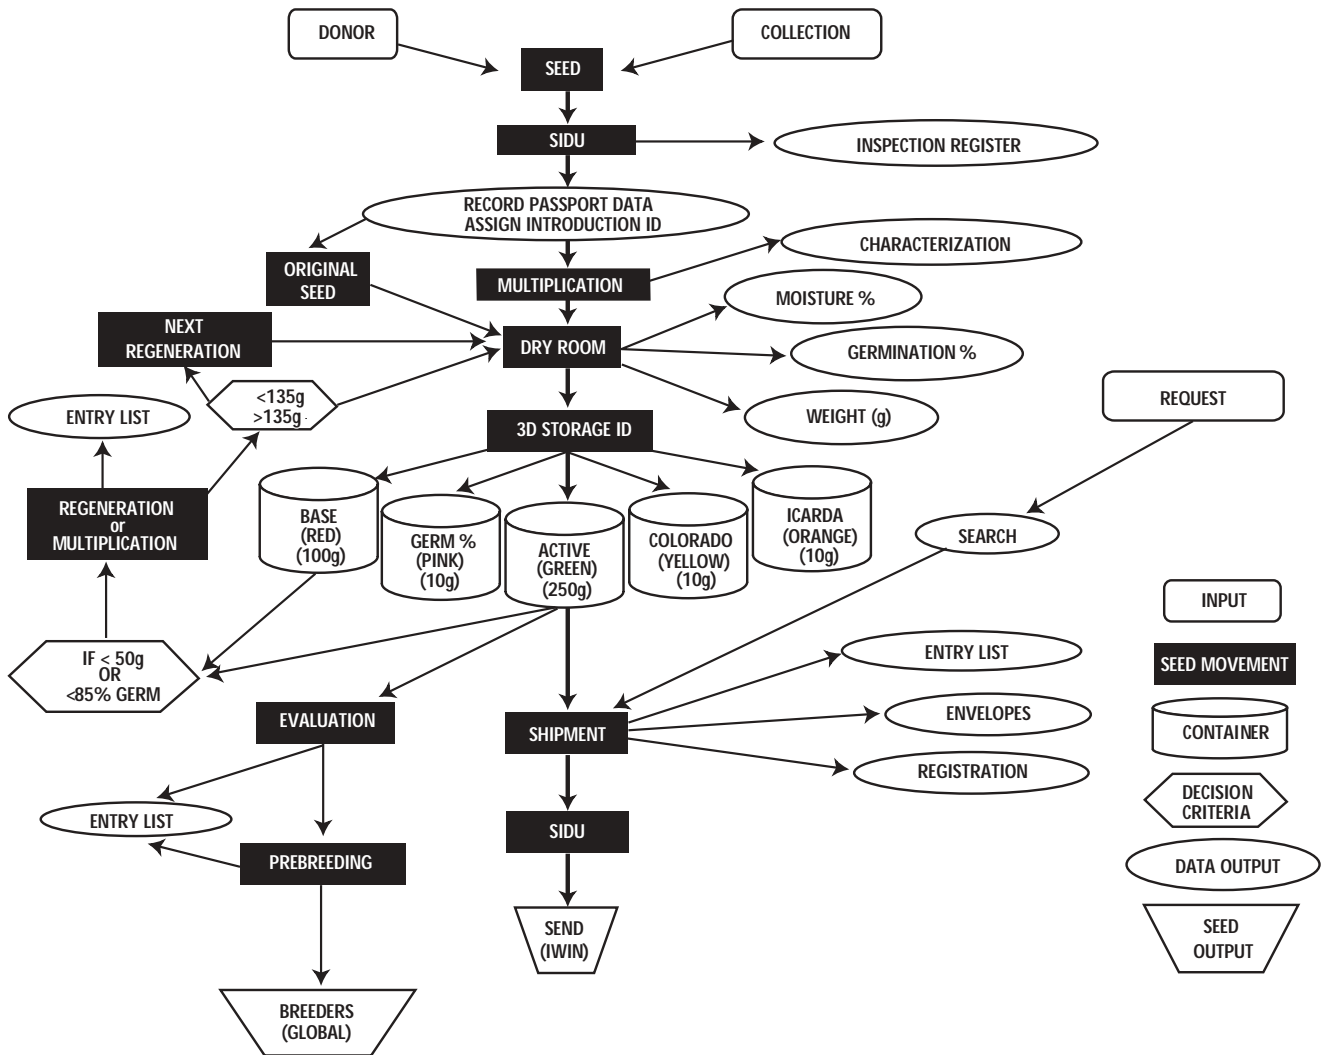 DONOR
COLLECTION
SEED
SIDU
INSPECTION REGISTER
RECORD PASSPORT DATA
ASSIGN INTRODUCTION ID
CHARACTERIZATION
ORIGINAL
SEED
MULTIPLICATION
MOISTURE %
NEXT
REGENERATION
DRY ROOM
GERMINATION %
<135g
>135g
ENTRY LIST
WEIGHT (g)
REQUEST
3D STORAGE ID
REGENERATION
or
MULTIPLICATION
BASE
(RED)
(100g)
GERM %
(PINK)
(10g)
ACTIVE
(GREEN)
(250g)
COLORADO
(YELLOW)
(10g)
ICARDA
(ORANGE)
(10g)
SEARCH
IF < 50g
OR
<85% GERM
EVALUATION
SHIPMENT
ENTRY LIST
ENVELOPES
REGISTRATION
ENTRY LIST
PREBREEDING
SIDU
SEND
(IWIN)
BREEDERS
(GLOBAL)
INPUT
SEED MOVEMENT
CONTAINER
DECISION
CRITERIA
DATA OUTPUT
SEED
OUTPUT